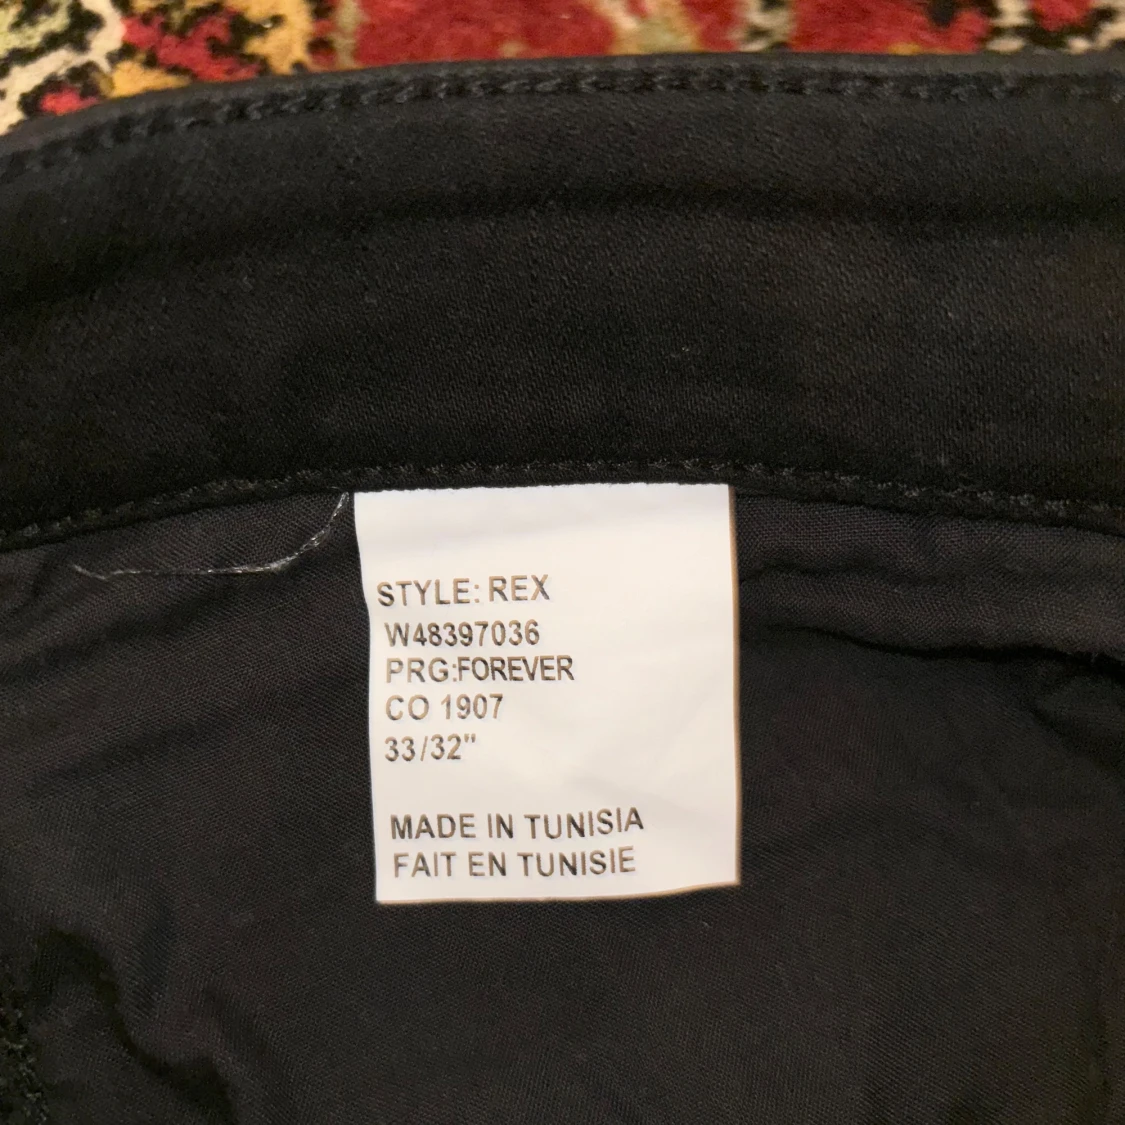 STYLE: REX
W48397036
PRG:FOREVER
CO 1907
33/32"
MADE IN TUNISIA
FAIT EN TUNISIE